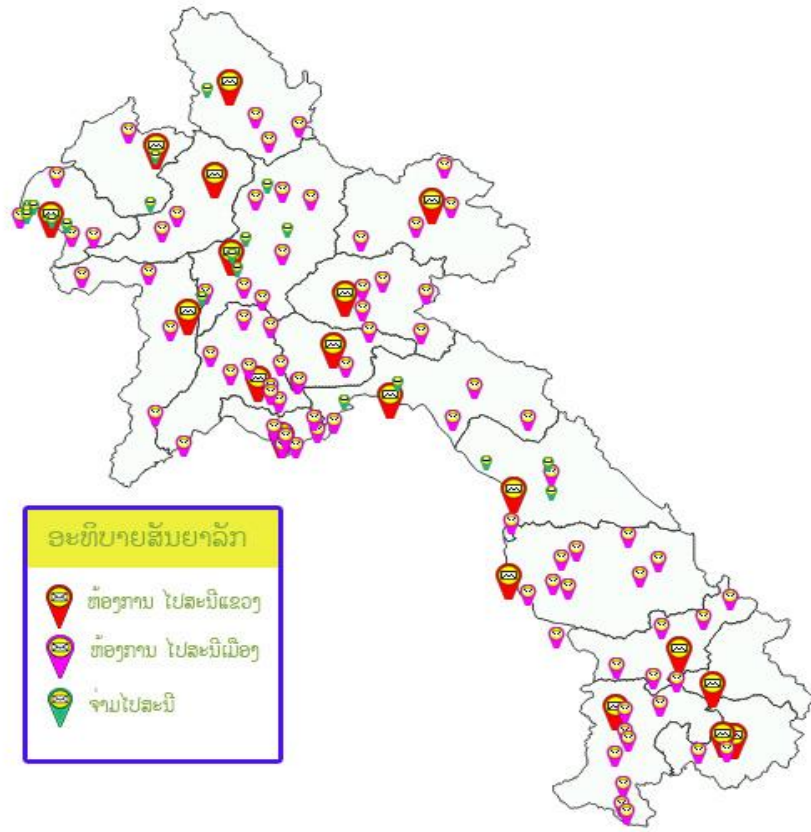 ອະທິບາຍສັນຍາລັກ
ຫ້ອງການ ໄປສະນີແຂວງ
ຫ້ອງການ ໄປສະນີເມືອງ
ຈ່ານໄປສະນີ